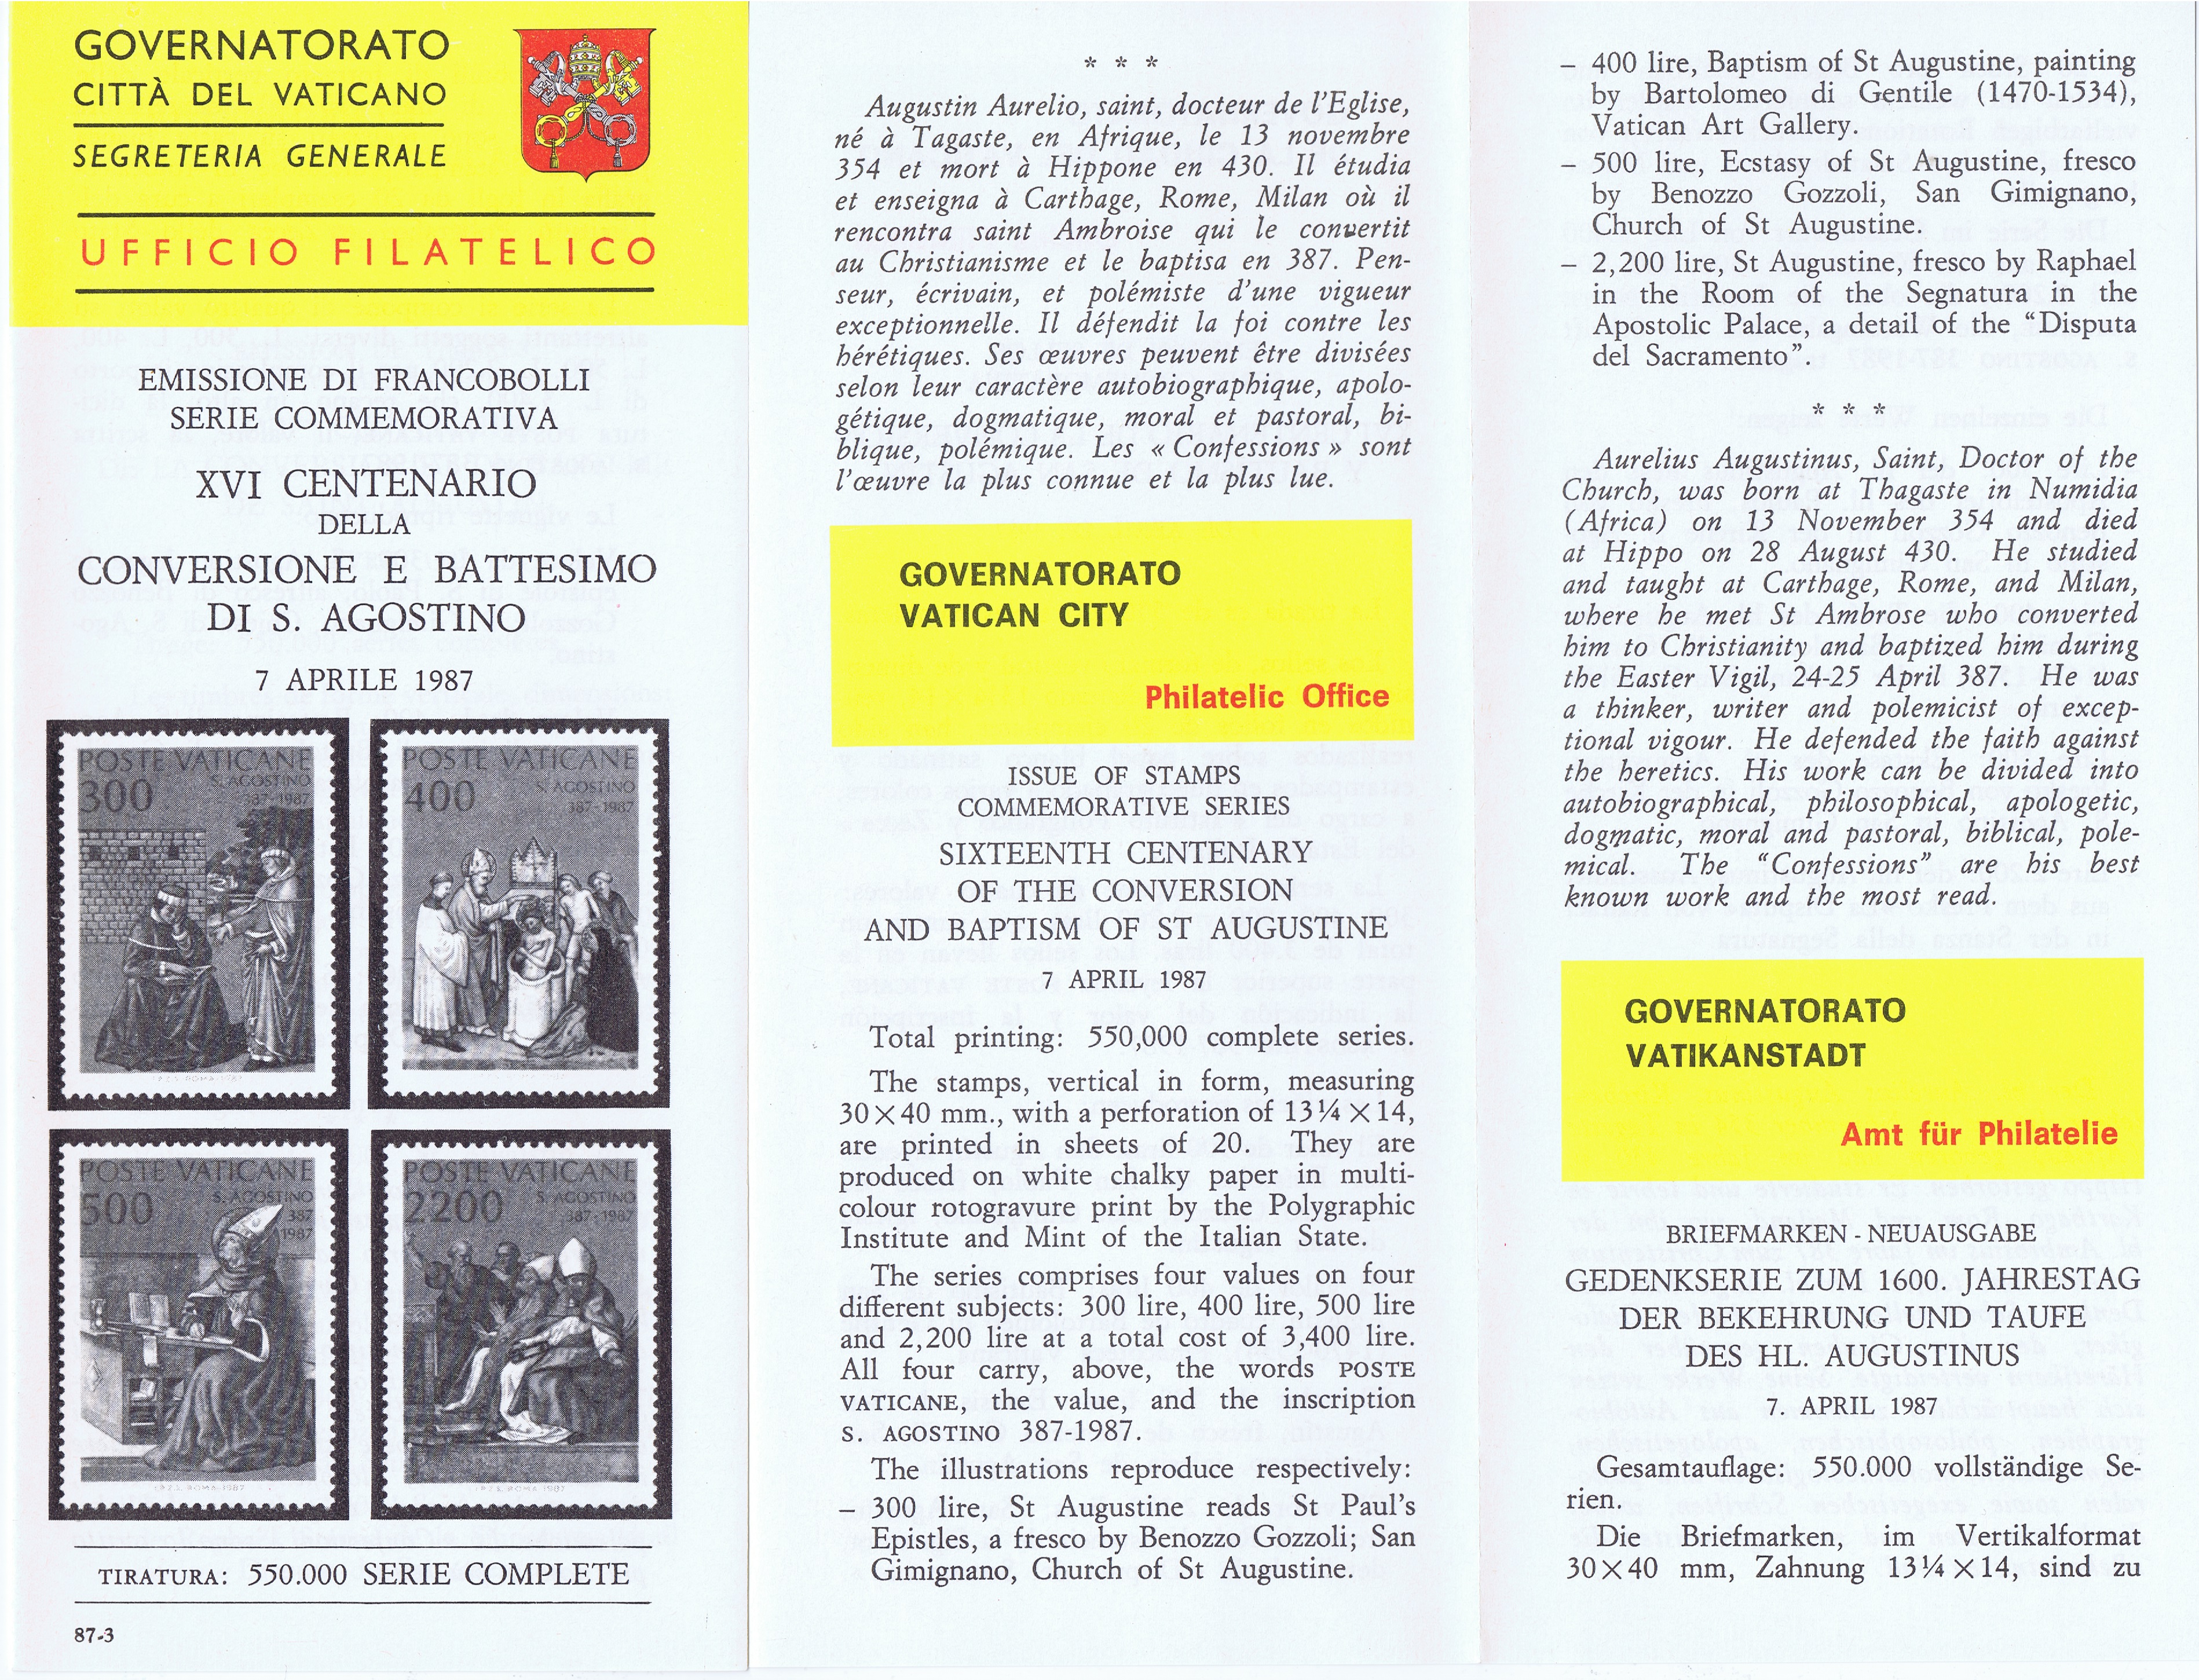 GOVERNATORATO
CITTÀ DEL VATICANO
SEGRETERIA GENERALE
UFFICIO FILATELICO
EMISSIONE DI FRANCOBOLLI
SERIE COMMEMORATIVA
XVI CENTENARIO
DELLA
CONVERSIONE E BATTESIMO
DI S. AGOSTINO
7 APRILE 1987
POSTE VATICANE
300
S. AGOSTINO
387-1987
POSTE VATICANE
400
S. AGOSTINO
387-1987
POSTE VATICANE
500
S. AGOSTINO
387
1987
POSTE VATICANE
2200
S. AGOSTINO
387-1987
TIRATURA: 550.000 SERIE COMPLETE
87-3
* * *
Augustin Aurelio, saint, docteur de l'Eglise,
né à Tagaste, en Afrique, le 13 novembre
354 et mort à Hippone en 430. Il étudia
et enseigna à Carthage, Rome, Milan où il
rencontra saint Ambroise qui le convertit
au Christianisme et le baptisa en 387. Pen-
seur, écrivain, et polémiste d'une vigueur
exceptionnelle. Il défendit la foi contre les
hérétiques. Ses œuvres peuvent être divisées
selon leur caractère autobiographique, apolo-
gétique, dogmatique, moral et pastoral, bi-
blique, polémique. Les « Confessions » sont
l'œuvre la plus connue et la plus lue.
GOVERNATORATO
VATICAN CITY
Philatelic Office
ISSUE OF STAMPS
COMMEMORATIVE SERIES
SIXTEENTH CENTENARY
OF THE CONVERSION
AND BAPTISM OF ST AUGUSTINE
7 APRIL 1987
Total printing: 550,000 complete series.
The stamps, vertical in form, measuring
30×40 mm., with a perforation of 13¼×14,
are printed in sheets of 20. They are
produced on white chalky paper in multi-
colour rotogravure print by the Polygraphic
Institute and Mint of the Italian State.
The series comprises four values on four
different subjects: 300 lire, 400 lire, 500 lire
and 2,200 lire at a total cost of 3,400 lire.
All four carry, above, the words POSTE
VATICANE, the value, and the inscription
S. AGOSTINO 387-1987.
The illustrations reproduce respectively:
– 300 lire, St Augustine reads St Paul's
Epistles, a fresco by Benozzo Gozzoli; San
Gimignano, Church of St Augustine.
– 400 lire, Baptism of St Augustine, painting
by Bartolomeo di Gentile (1470-1534),
Vatican Art Gallery.
– 500 lire, Ecstasy of St Augustine, fresco
by Benozzo Gozzoli, San Gimignano,
Church of St Augustine.
– 2,200 lire, St Augustine, fresco by Raphael
in the Room of the Segnatura in the
Apostolic Palace, a detail of the “Disputa
del Sacramento”.
* * *
Aurelius Augustinus, Saint, Doctor of the
Church, was born at Thagaste in Numidia
(Africa) on 13 November 354 and died
at Hippo on 28 August 430. He studied
and taught at Carthage, Rome, and Milan,
where he met St Ambrose who converted
him to Christianity and baptized him during
the Easter Vigil, 24-25 April 387. He was
a thinker, writer and polemicist of excep-
tional vigour. He defended the faith against
the heretics. His work can be divided into
autobiographical, philosophical, apologetic,
dogmatic, moral and pastoral, biblical, pole-
mical. The “Confessions” are his best
known work and the most read.
GOVERNATORATO
VATIKANSTADT
Amt für Philatelie
BRIEFMARKEN - NEUAUSGABE
GEDENKSERIE ZUM 1600. JAHRESTAG
DER BEKEHRUNG UND TAUFE
DES HL. AUGUSTINUS
7. APRIL 1987
Gesamtauflage: 550.000 vollständige Se-
rien.
Die Briefmarken, im Vertikalformat
30×40 mm, Zahnung 13¼×14, sind zu